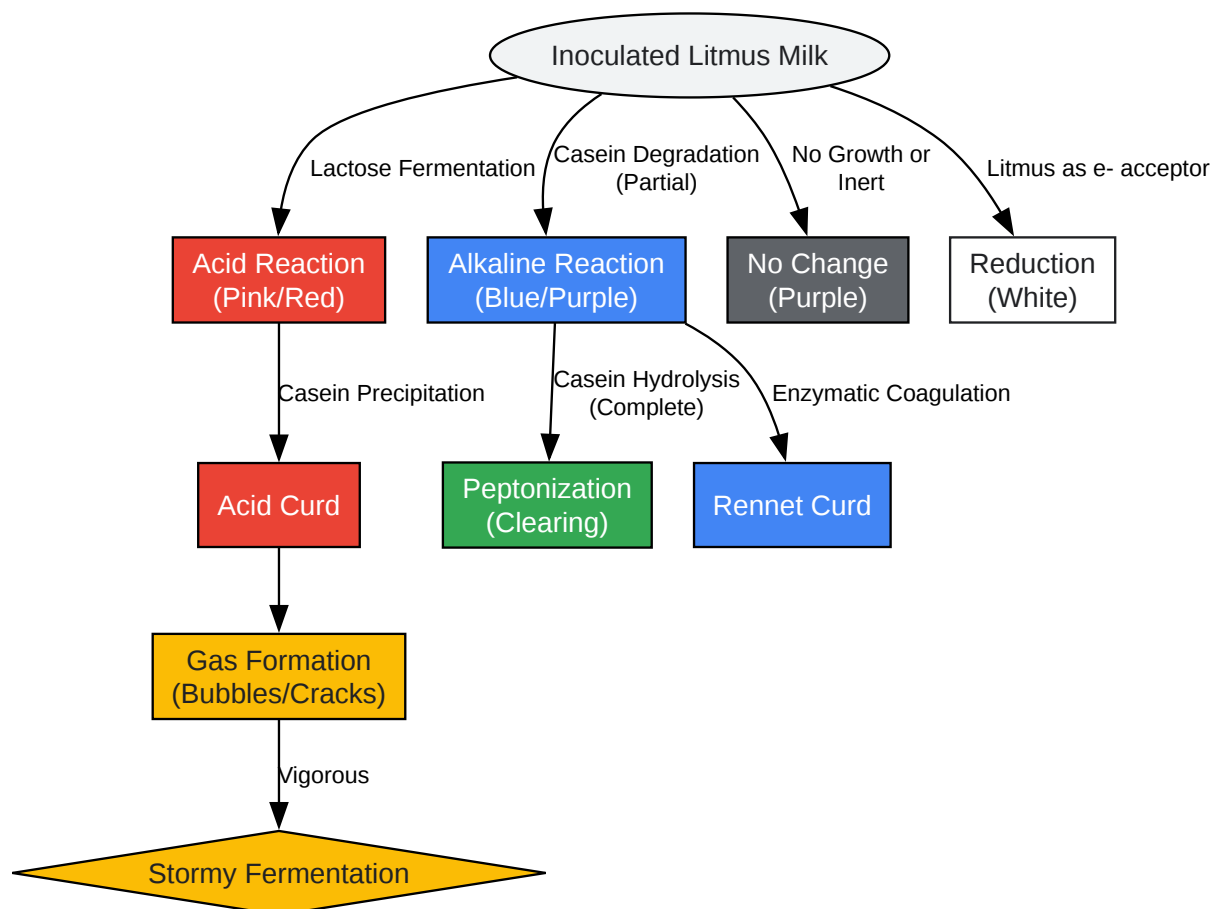 Inoculated Litmus Milk
Lactose Fermentation
Casein Degradation
(Partial)
No Growth or
Inert
Litmus as e- acceptor
Acid Reaction
(Pink/Red)
Alkaline Reaction
(Blue/Purple)
No Change
(Purple)
Reduction
(White)
Casein Precipitation
Casein Hydrolysis
(Complete)
Enzymatic Coagulation
Acid Curd
Peptonization
(Clearing)
Rennet Curd
Gas Formation
(Bubbles/Cracks)
Vigorous
Stormy Fermentation